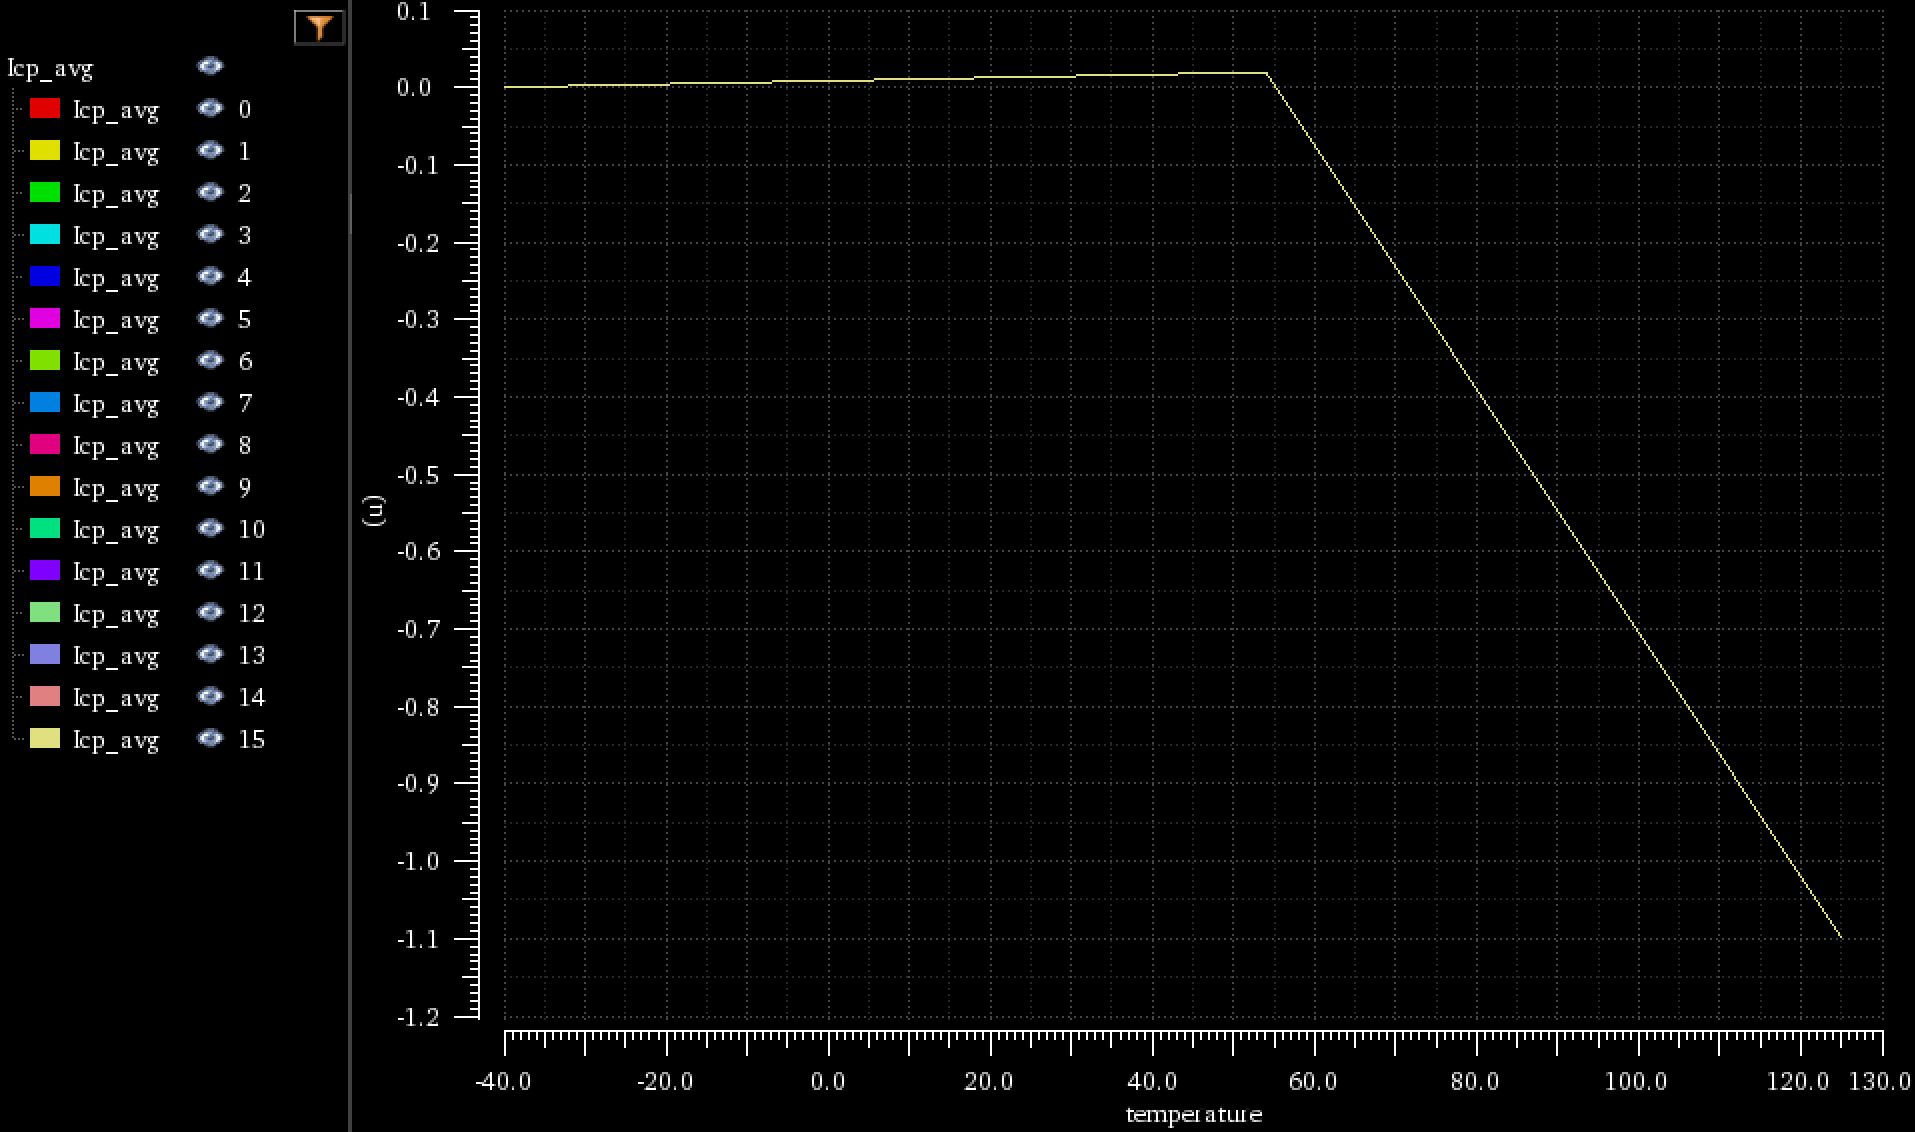 Icp_avg
Icp_avg 0
Icp_avg 1
Icp_avg 2
Icp_avg 3
Icp_avg 4
Icp_avg 5
Icp_avg 6
Icp_avg 7
Icp_avg 8
Icp_avg 9
Icp_avg 10
Icp_avg 11
Icp_avg 12
Icp_avg 13
Icp_avg 14
Icp_avg 15
(u)
0.1
0.0
-0.1
-0.2
-0.3
-0.4
-0.5
-0.6
-0.7
-0.8
-0.9
-1.0
-1.1
-1.2
-40.0 -20.0 0.0 20.0 40.0 60.0 80.0 100.0 120.0 130.0
temperature